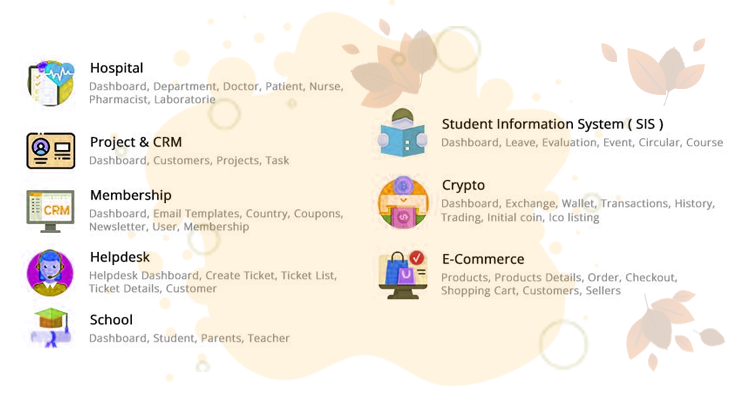 Hospital
Dashboard, Department, Doctor, Patient, Nurse,
Pharmacist, Laboratorie
Project & CRM
Dashboard, Customers, Projects, Task
CRM
Membership
Dashboard, Email Templates, Country, Coupons,
Newsletter, User, Membership
Helpdesk
Helpdesk Dashboard, Create Ticket, Ticket List,
Ticket Details, Customer
School
Dashboard, Student, Parents, Teacher
Student Information System ( SIS )
Dashboard, Leave, Evaluation, Event, Circular, Course
Crypto
Dashboard, Exchange, Wallet, Transactions, History,
Trading, Initial coin, Ico listing
E-Commerce
Products, Products Details, Order, Checkout,
Shopping Cart, Customers, Sellers